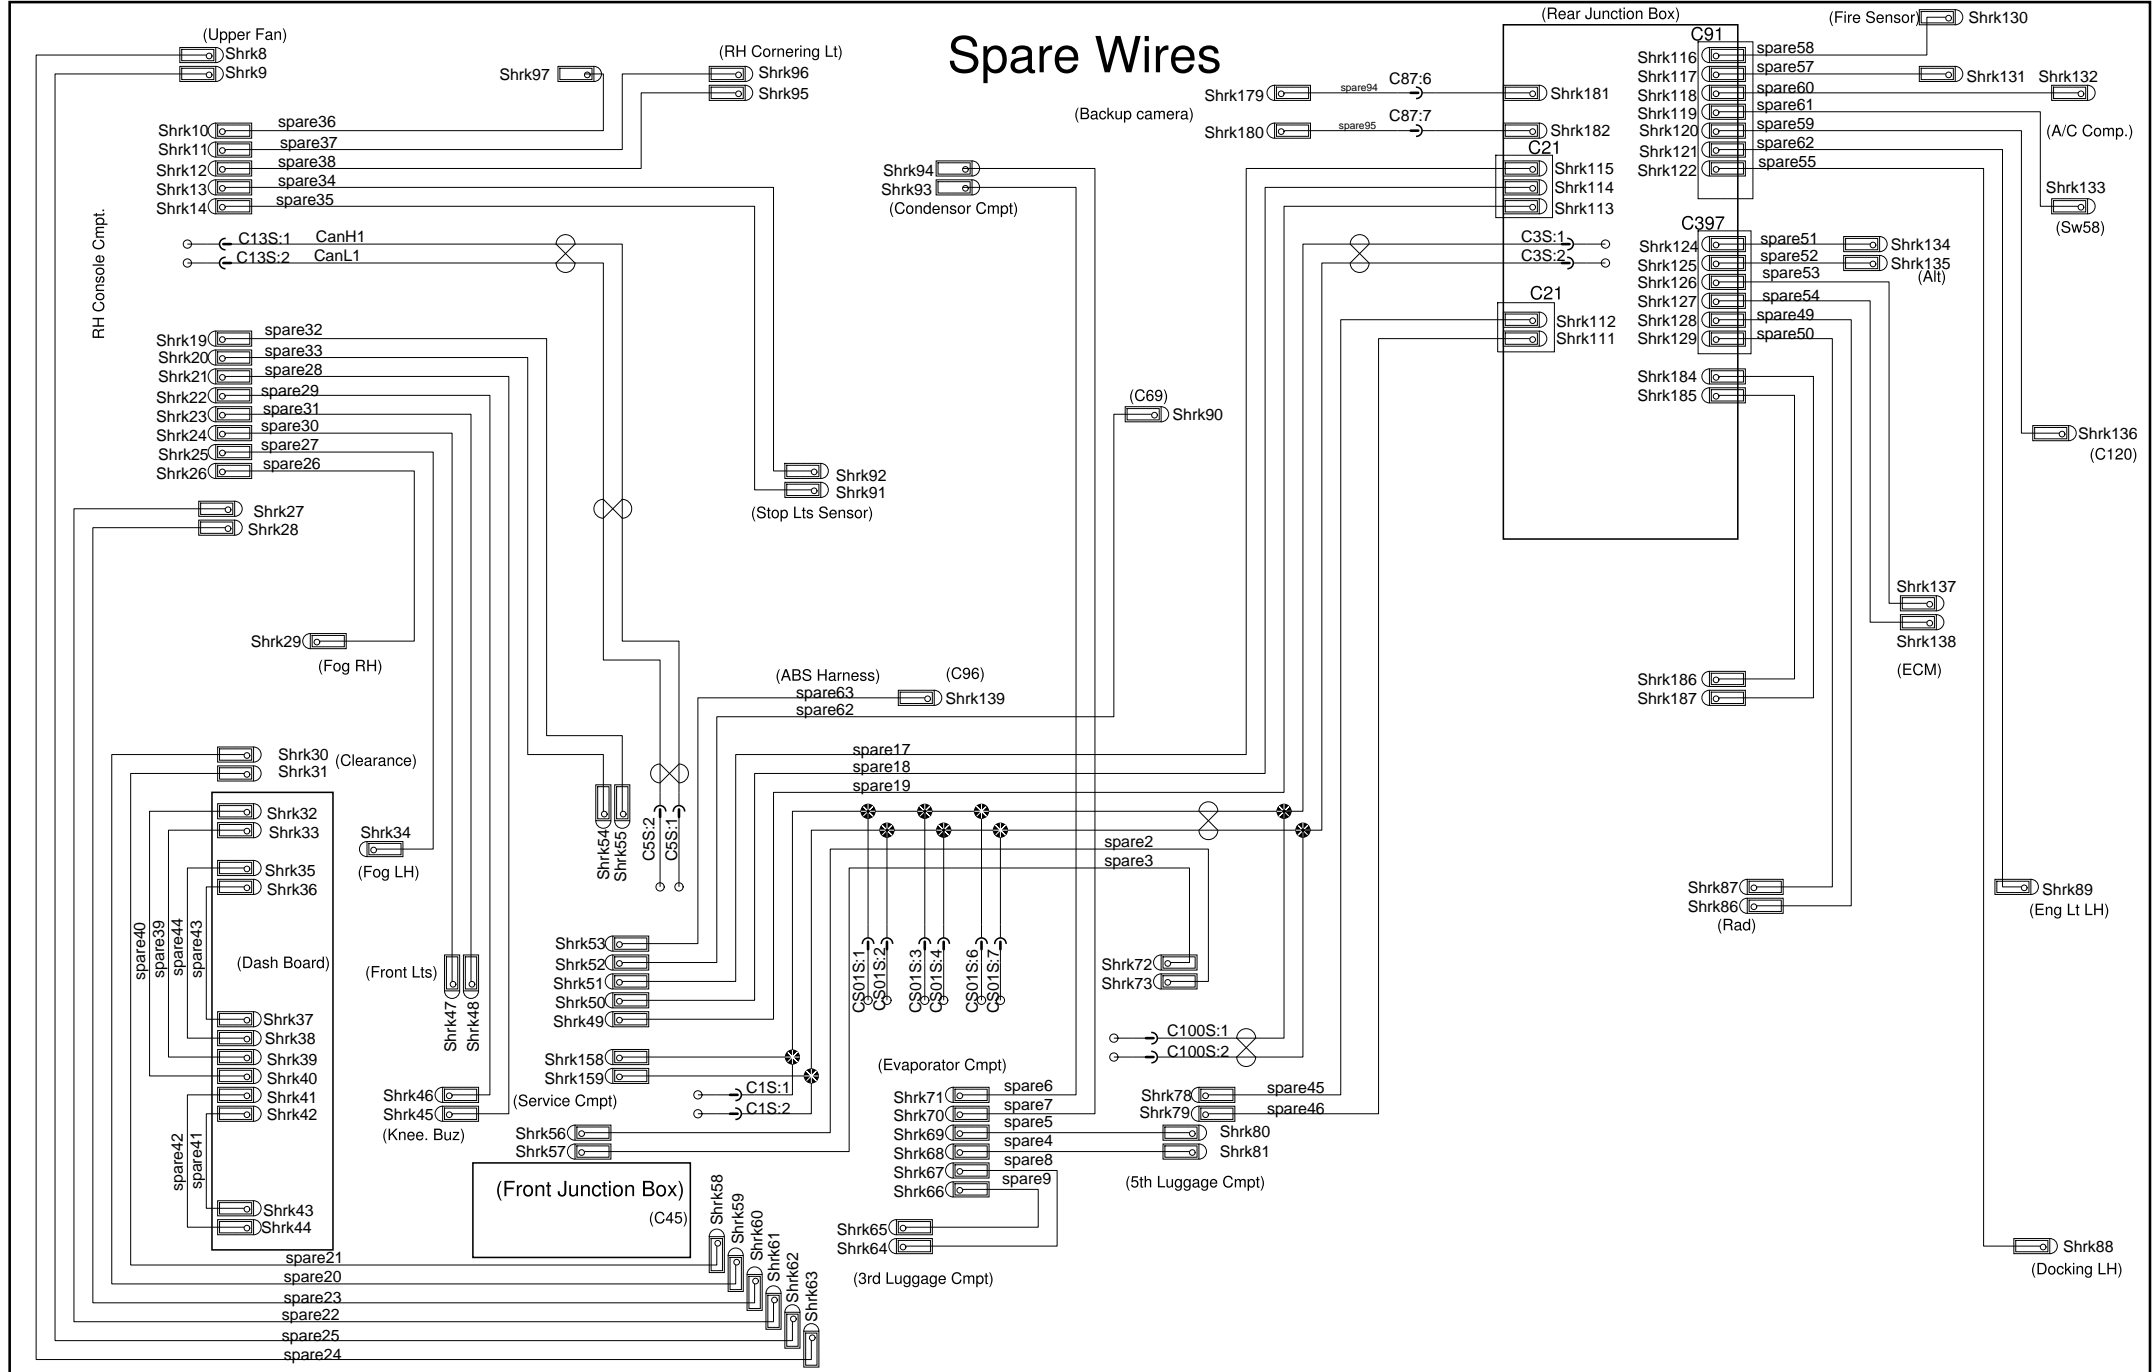 Spare Wires
(Upper Fan)
Shrk8
Shrk9
Shrk97
(RH Cornering Lt)
Shrk96
Shrk95
Shrk10
spare36
Shrk11
spare37
Shrk12
spare38
Shrk13
spare34
Shrk14
spare35
RH Console Cmpt.
C13S:1
CanH1
C13S:2
CanL1
Shrk19
spare32
Shrk20
spare33
Shrk21
spare28
Shrk22
spare29
Shrk23
spare31
Shrk24
spare30
Shrk25
spare27
Shrk26
spare26
Shrk27
Shrk28
Shrk29
(Fog RH)
Shrk92
Shrk91
(Stop Lts Sensor)
Shrk94
Shrk93
(Condensor Cmpt)
(Backup camera)
Shrk179
spare94
C87:6
Shrk181
Shrk180
spare95
C87:7
Shrk182
(Rear Junction Box)
C21
Shrk115
Shrk114
Shrk113
C3S:1
C3S:2
C21
Shrk112
Shrk111
C91
Shrk116
spare58
Shrk117
spare57
Shrk118
spare60
Shrk119
spare61
Shrk120
spare59
Shrk121
spare62
Shrk122
spare55
(Fire Sensor)
Shrk130
Shrk131
Shrk132
(A/C Comp.)
Shrk133
(Sw58)
C397
Shrk124
spare51
Shrk134
Shrk125
spare52
Shrk135
(Alt)
Shrk126
spare53
Shrk127
spare54
Shrk128
spare49
Shrk129
spare50
Shrk184
Shrk185
Shrk136
(C120)
Shrk137
Shrk138
(ECM)
Shrk186
Shrk187
(C69)
Shrk90
(ABS Harness)
(C96)
spare63
Shrk139
spare62
spare17
spare18
spare19
spare2
spare3
Shrk30
(Clearance)
Shrk31
Shrk32
Shrk33
Shrk34
(Fog LH)
Shrk35
Shrk36
spare40
spare39
spare44
spare43
(Dash Board)
(Front Lts)
Shrk47
Shrk48
Shrk37
Shrk38
Shrk39
Shrk40
Shrk41
Shrk42
spare42
spare41
Shrk43
Shrk44
Shrk46
Shrk45
(Knee. Buz)
Shrk54
Shrk55
C5S:2
C5S:1
Shrk53
Shrk52
Shrk51
Shrk50
Shrk49
Shrk158
Shrk159
(Service Cmpt)
C1S:1
C1S:2
Shrk56
Shrk57
CS01S:1
CS01S:2
CS01S:3
CS01S:4
CS01S:6
CS01S:7
Shrk72
Shrk73
C100S:1
C100S:2
(Evaporator Cmpt)
Shrk71
spare6
Shrk70
spare7
Shrk69
spare5
Shrk68
spare4
Shrk67
spare8
Shrk66
spare9
Shrk65
Shrk64
(3rd Luggage Cmpt)
Shrk78
spare45
Shrk79
spare46
Shrk80
Shrk81
(5th Luggage Cmpt)
Shrk87
Shrk86
(Rad)
Shrk89
(Eng Lt LH)
Shrk88
(Docking LH)
(Front Junction Box)
(C45)
Shrk58
Shrk59
Shrk60
Shrk61
Shrk62
Shrk63
spare21
spare20
spare23
spare22
spare25
spare24